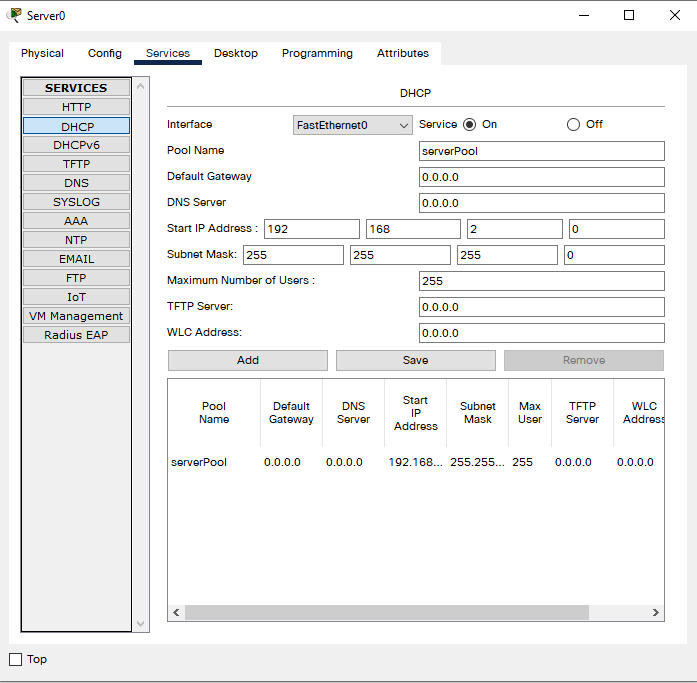 Server0
Physical Config Services Desktop Programming Attributes
SERVICES
HTTP
DHCP
DHCPv6
TFTP
DNS
SYSLOG
AAA
NTP
EMAIL
FTP
IoT
VM Management
Radius EAP
DHCP
Interface FastEthernet0 Service On Off
Pool Name serverPool
Default Gateway 0.0.0.0
DNS Server 0.0.0.0
Start IP Address : 192 168 2 0
Subnet Mask: 255 255 255 0
Maximum Number of Users : 255
TFTP Server: 0.0.0.0
WLC Address: 0.0.0.0
Add Save Remove
Pool Name Default Gateway DNS Server Start IP Address Subnet Mask Max User TFTP Server WLC Address
serverPool 0.0.0.0 0.0.0.0 192.168... 255.255... 255 0.0.0.0 0.0.0.0
Top